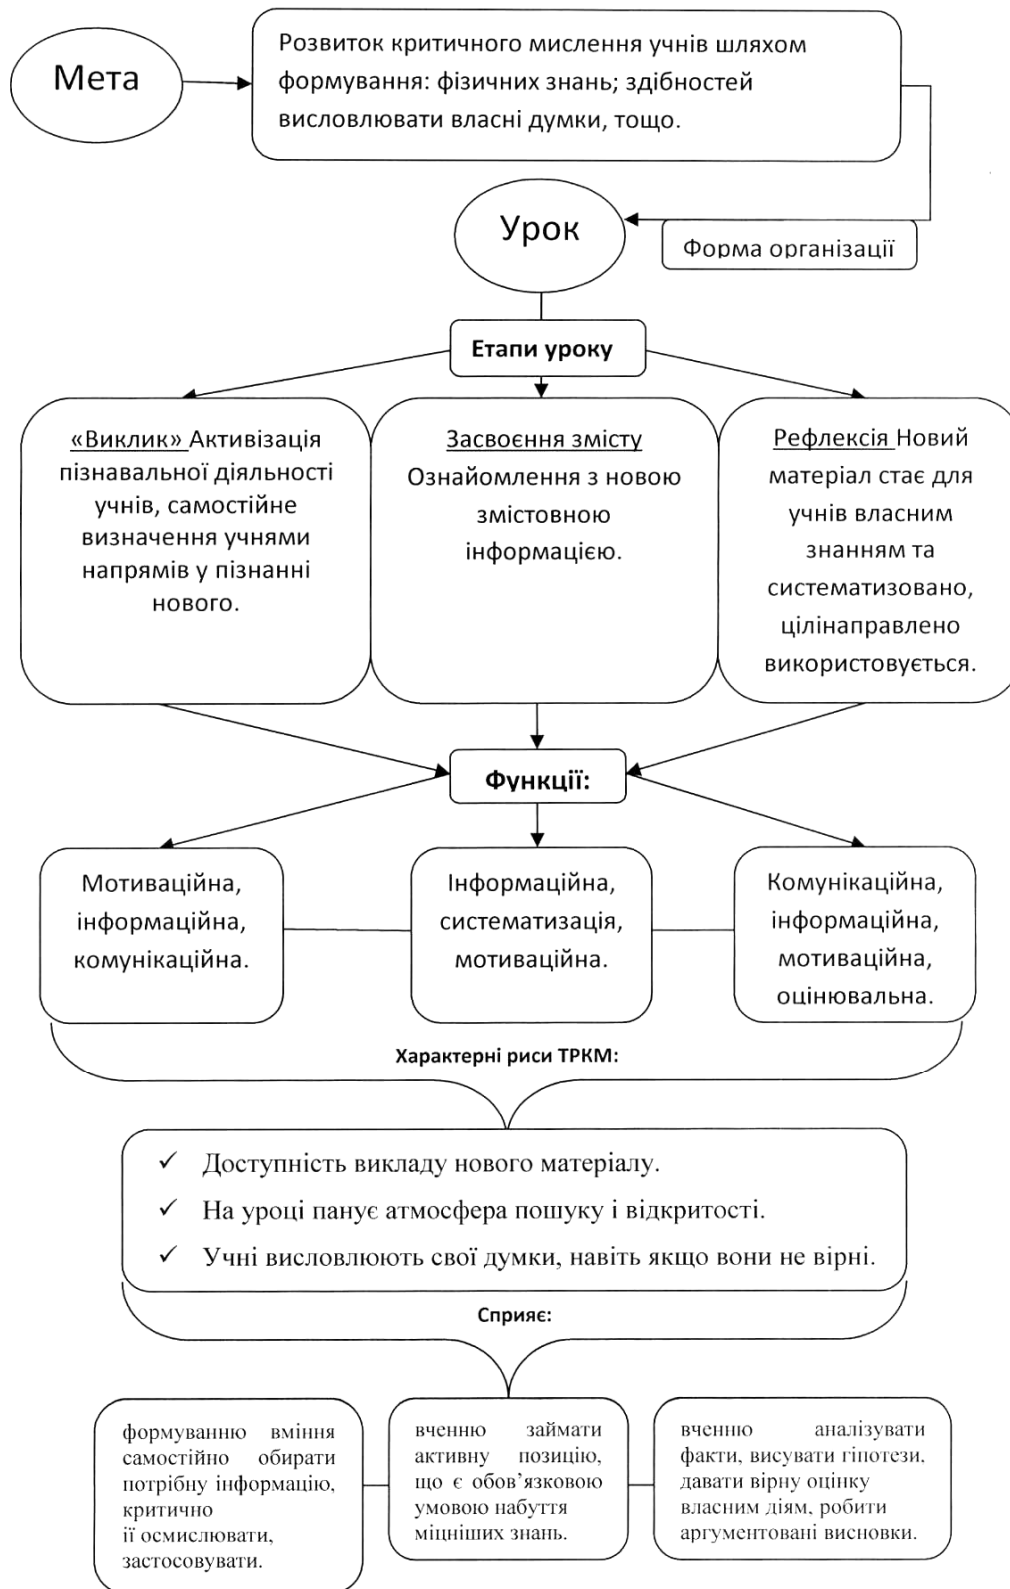 Мета
Розвиток критичного мислення учнів шляхом
формування: фізичних знань; здібностей
висловлювати власні думки, тощо.
Урок
Форма організації
Етапи уроку
«Виклик» Активізація
пізнавальної діяльності
учнів, самостійне
визначення учнями
напрямів у пізнанні
нового.
Засвоєння змісту
Ознайомлення з новою
змістовною
інформацією.
Рефлексія Новий
матеріал стає для
учнів власним
знанням та
систематизовано,
цілінаправлено
використовується.
Функції:
Мотиваційна,
інформаційна,
комунікаційна.
Інформаційна,
систематизація,
мотиваційна.
Комунікаційна,
інформаційна,
мотиваційна,
оцінювальна.
Характерні риси ТРКМ:
✓ Доступність викладу нового матеріалу.
✓ На уроці панує атмосфера пошуку і відкритості.
✓ Учні висловлюють свої думки, навіть якщо вони не вірні.
Сприяє:
формуванню вміння
самостійно обирати
потрібну інформацію,
критично
її осмислювати,
застосовувати.
вченню займати
активну позицію,
що є обов’язковою
умовою набуття
міцніших знань.
вченню аналізувати
факти, висувати гіпотези,
давати вірну оцінку
власним діям, робити
аргументовані висновки.